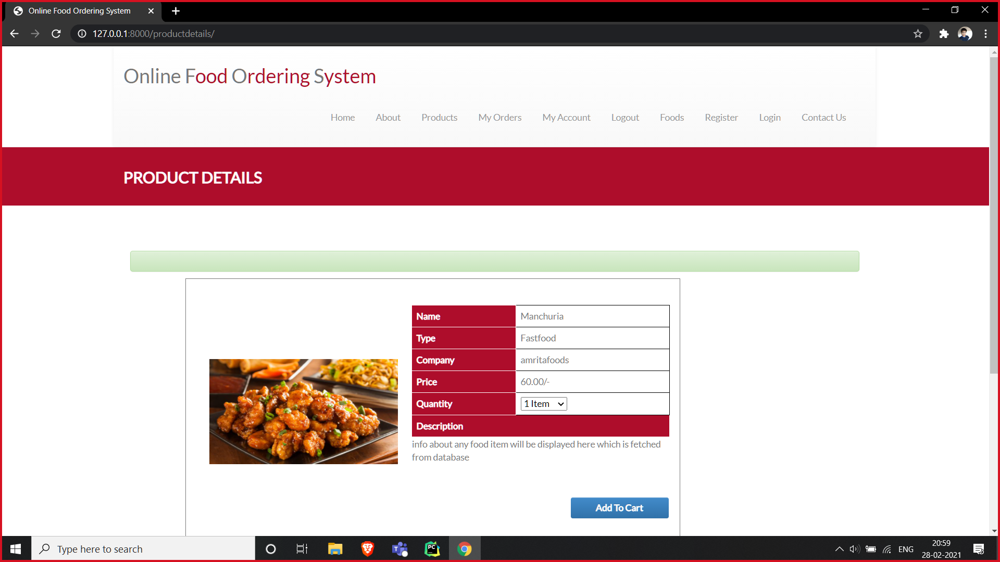 Online Food Ordering System
127.0.0.1:8000/productdetails/
Online Food Ordering System
Home About Products My Orders My Account Logout Foods Register Login Contact Us
PRODUCT DETAILS
Name Manchuria
Type Fastfood
Company amritafoods
Price 60.00/-
Quantity 1 Item
Description
info about any food item will be displayed here which is fetched
from database
Add To Cart
Type here to search
PC
ENG
20:59
28-02-2021